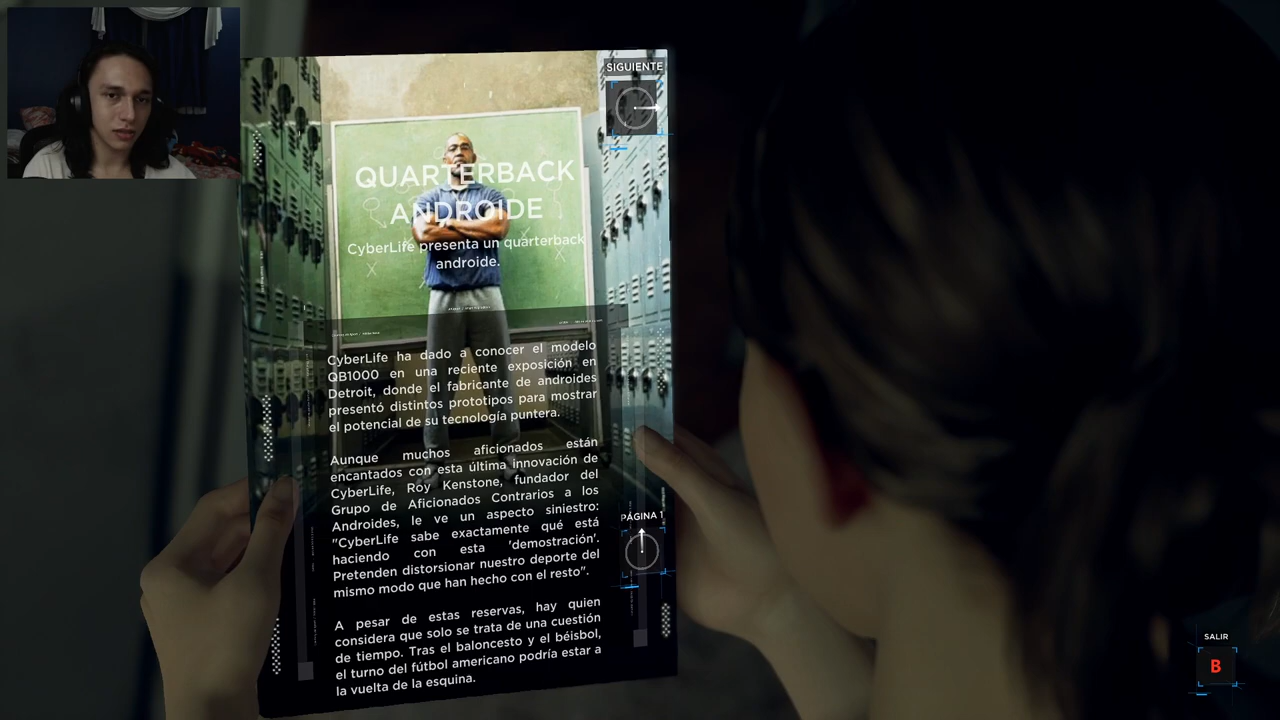 SIGUIENTE
QUARTERBACK
ANDROIDE
CyberLife presenta un quarterback
androide.
CyberLife ha dado a conocer el modelo
QB1000 en una reciente exposición en
Detroit, donde el fabricante de androides
presentó distintos prototipos para mostrar
el potencial de su tecnología puntera.
Aunque muchos aficionados están
encantados con esta última innovación de
CyberLife, Roy Kenstone, fundador del
Grupo de Aficionados Contrarios a los
Androides, le ve un aspecto siniestro:
"CyberLife sabe exactamente qué está
haciendo con esta 'demostración'.
Pretenden distorsionar nuestro deporte del
mismo modo que han hecho con el resto".
PÁGINA 1
A pesar de estas reservas, hay quien
considera que solo se trata de una cuestión
de tiempo. Tras el baloncesto y el béisbol,
el turno del fútbol americano podría estar a
la vuelta de la esquina.
SALIR
B